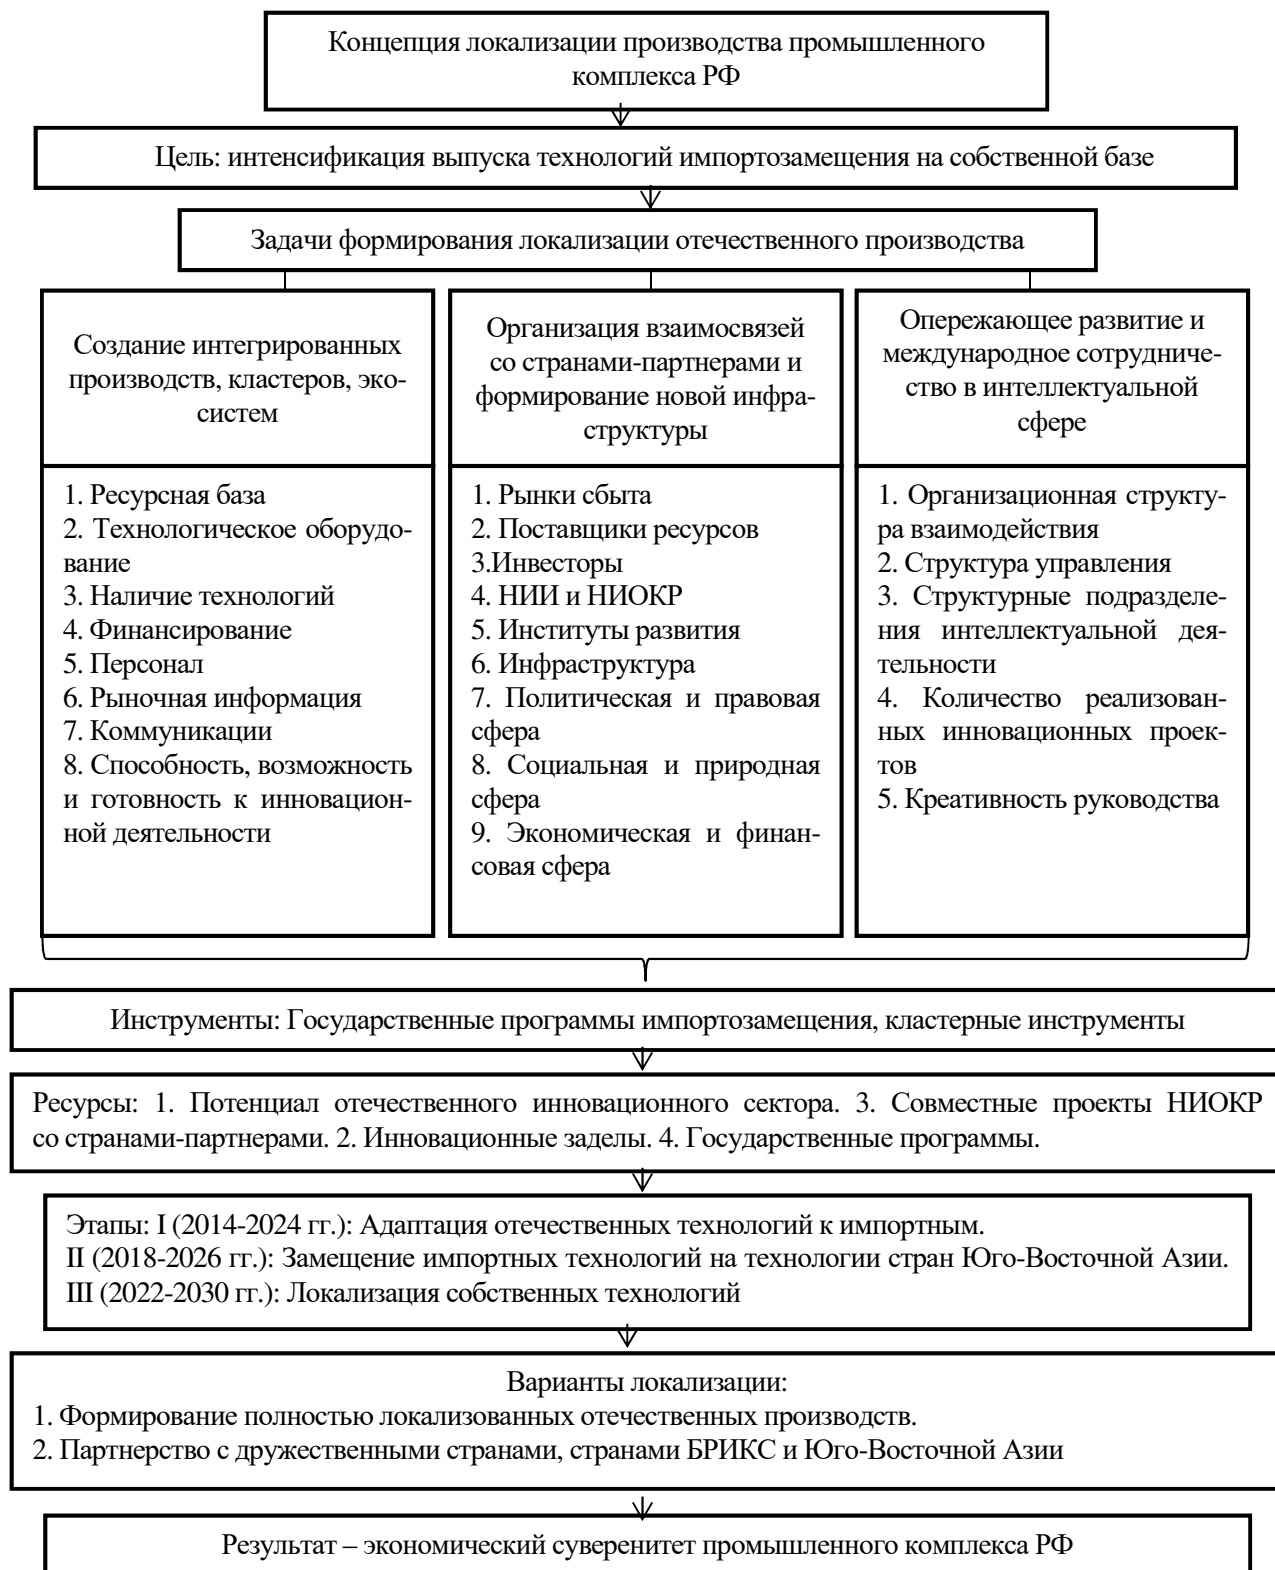 Концепция локализации производства промышленного
комплекса РФ
Цель: интенсификация выпуска технологий импортозамещения на собственной базе
Задачи формирования локализации отечественного производства
Создание интегрированных
производств, кластеров, эко-
систем
Организация взаимосвязей
со странами-партнерами и
формирование новой инфра-
структуры
Опережающее развитие и
международное сотрудниче-
ство в интеллектуальной
сфере
1. Ресурсная база
2. Технологическое оборудо-
вание
3. Наличие технологий
4. Финансирование
5. Персонал
6. Рыночная информация
7. Коммуникации
8. Способность, возможность
и готовность к инновацион-
ной деятельности
1. Рынки сбыта
2. Поставщики ресурсов
3.Инвесторы
4. НИИ и НИОКР
5. Институты развития
6. Инфраструктура
7. Политическая и правовая
сфера
8. Социальная и природная
сфера
9. Экономическая и финан-
совая сфера
1. Организационная структу-
ра взаимодействия
2. Структура управления
3. Структурные подразделе-
ния интеллектуальной дея-
тельности
4. Количество реализован-
ных инновационных проек-
тов
5. Креативность руководства
Инструменты: Государственные программы импортозамещения, кластерные инструменты
Ресурсы: 1. Потенциал отечественного инновационного сектора. 3. Совместные проекты НИОКР
со странами-партнерами. 2. Инновационные заделы. 4. Государственные программы.
Этапы: I (2014-2024 гг.): Адаптация отечественных технологий к импортным.
II (2018-2026 гг.): Замещение импортных технологий на технологии стран Юго-Восточной Азии.
III (2022-2030 гг.): Локализация собственных технологий
Варианты локализации:
1. Формирование полностью локализованных отечественных производств.
2. Партнерство с дружественными странами, странами БРИКС и Юго-Восточной Азии
Результат – экономический суверенитет промышленного комплекса РФ